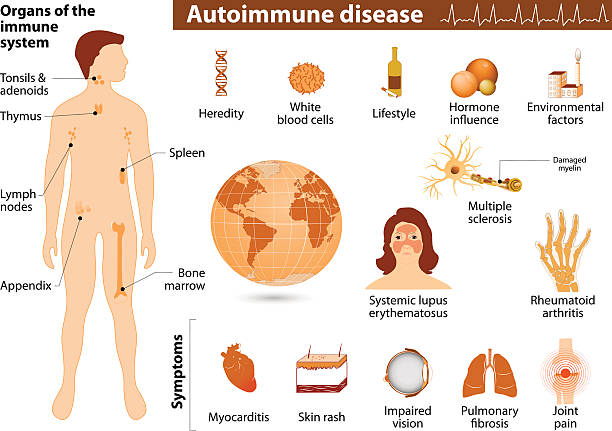 Organs of the
immune
system
Tonsils &
adenoids
Thymus
Spleen
Lymph
nodes
Appendix
Bone
marrow
Autoimmune disease
Heredity
White
blood cells
Lifestyle
Hormone
influence
Environmental
factors
Damaged
myelin
Multiple
sclerosis
Systemic lupus
erythematosus
Rheumatoid
arthritis
Symptoms
Myocarditis
Skin rash
Impaired
vision
Pulmonary
fibrosis
Joint
pain